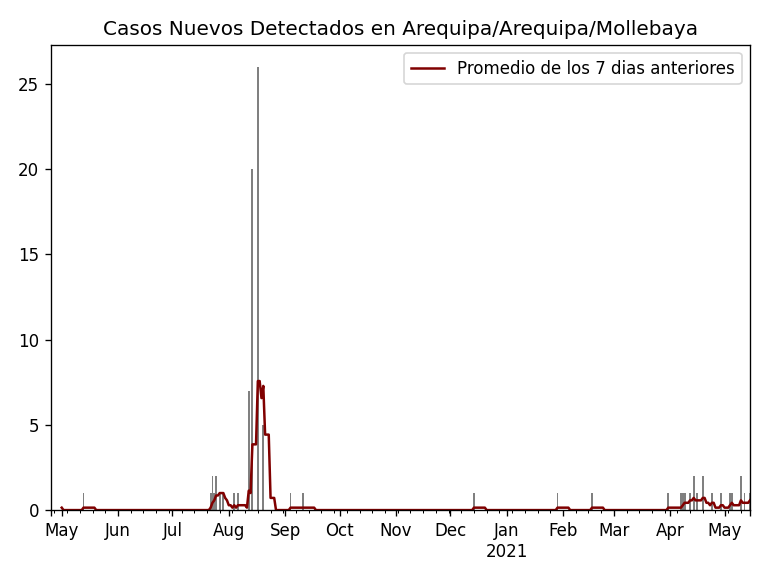 Casos Nuevos Detectados en Arequipa/Arequipa/Mollebaya
Promedio de los 7 dias anteriores
25
20
15
10
5
0
May Jun Jul Aug Sep Oct Nov Dec Jan Feb Mar Apr May
2021